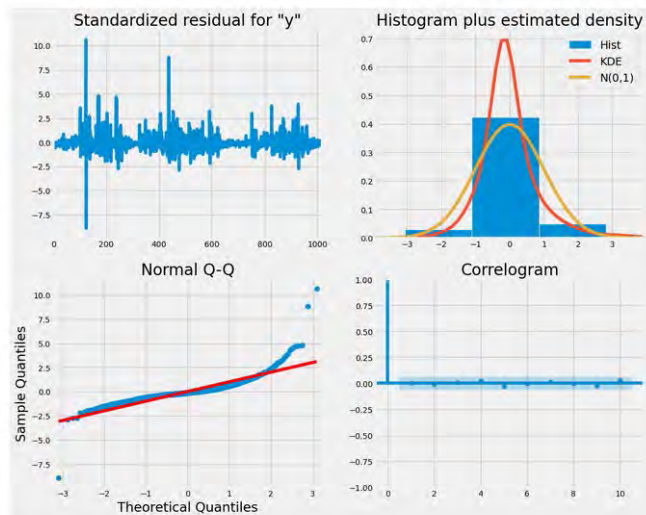 Standardized residual for "y"
10.0
7.5
5.0
2.5
0.0
−2.5
−5.0
−7.5
0 200 400 600 800 1000
Histogram plus estimated density
0.7
0.6
0.5
0.4
0.3
0.2
0.1
0.0
Hist
KDE
N(0,1)
−3 −2 −1 0 1 2 3
Normal Q-Q
Sample Quantiles
10.0
7.5
5.0
2.5
0.0
−2.5
−5.0
−7.5
−3 −2 −1 0 1 2 3
Theoretical Quantiles
Correlogram
1.00
0.75
0.50
0.25
0.00
−0.25
−0.50
−0.75
−1.00
0 2 4 6 8 10